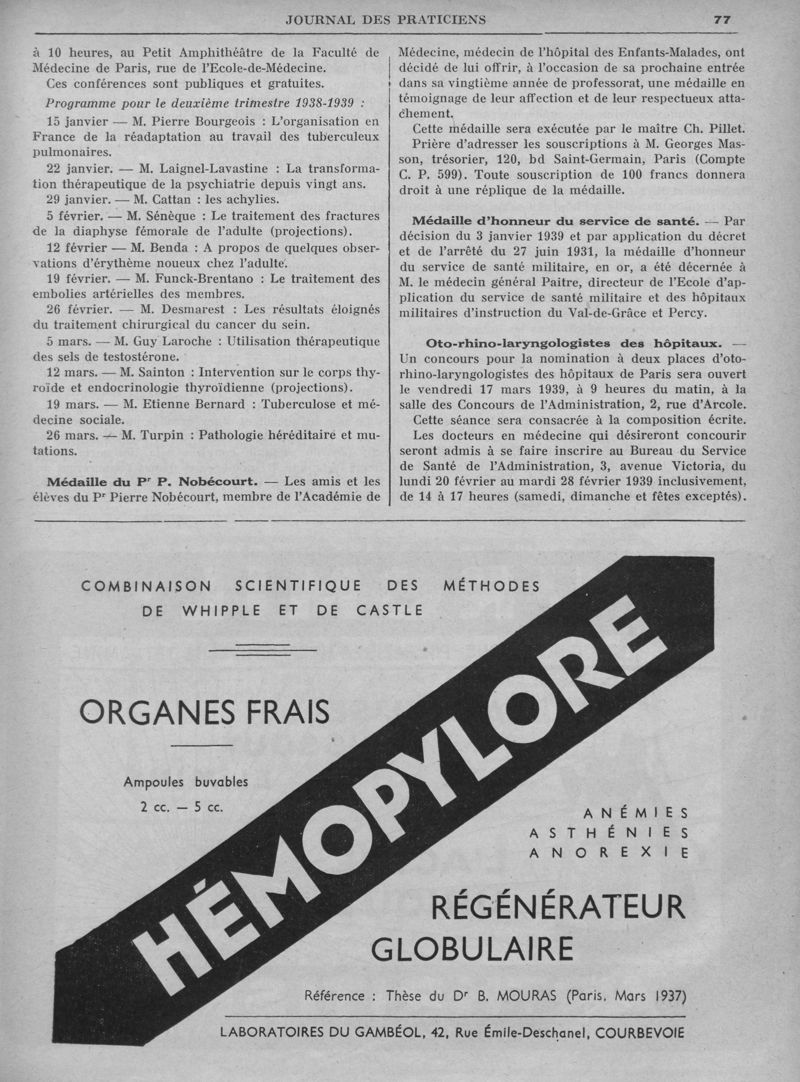 JOURNAL DES PRATICIENS 77
à 10 heures, au Petit Amphithéâtre de la Faculté de
Médecine de Paris, rue de l'Ecole-de-Médecine.
Ces conférences sont publiques et gratuites.
Programme pour le deuxième trimestre 1938-1939 :
15 janvier — M. Pierre Bourgeois : L'organisation en
France de la réadaptation au travail des tuberculeux
pulmonaires.
22 janvier. — M. Laignel-Lavastine : La transforma-
tion thérapeutique de la psychiatrie depuis vingt ans.
29 janvier. — M. Cattan : les achylies.
5 février. — M. Sénèque : Le traitement des fractures
de la diaphyse fémorale de l'adulte (projections).
12 février — M. Benda : A propos de quelques obser-
vations d'érythème noueux chez l'adulte.
19 février. — M. Funck-Brentano : Le traitement des
embolies artérielles des membres.
26 février. — M. Desmarest : Les résultats éloignés
du traitement chirurgical du cancer du sein.
5 mars. — M. Guy Laroche : Utilisation thérapeutique
des sels de testostérone.
12 mars. — M. Sainton : Intervention sur le corps thy-
roïde et endocrinologie thyroïdienne (projections).
19 mars. — M. Etienne Bernard : Tuberculose et mé-
decine sociale.
26 mars. — M. Turpin : Pathologie héréditaire et mu-
tations.
Médaille du Pr P. Nobécourt. — Les amis et les
élèves du Pr Pierre Nobécourt, membre de l'Académie de
Médecine, médecin de l'hôpital des Enfants-Malades, ont
décidé de lui offrir, à l'occasion de sa prochaine entrée
dans sa vingtième année de professorat, une médaille en
témoignage de leur affection et de leur respectueux atta-
chement.
Cette médaille sera exécutée par le maître Ch. Pillet.
Prière d'adresser les souscriptions à M. Georges Mas-
son, trésorier, 120, bd Saint-Germain, Paris (Compte
C. P. 599). Toute souscription de 100 francs donnera
droit à une réplique de la médaille.
Médaille d'honneur du service de santé. — Par
décision du 3 janvier 1939 et par application du décret
et de l'arrêté du 27 juin 1931, la médaille d'honneur
du service de santé militaire, en or, a été décernée à
M. le médecin général Paitre, directeur de l'Ecole d'ap-
plication du service de santé militaire et des hôpitaux
militaires d'instruction du Val-de-Grâce et Percy.
Oto-rhino-laryngologistes des hôpitaux. —
Un concours pour la nomination à deux places d'oto-
rhino-laryngologistes des hôpitaux de Paris sera ouvert
le vendredi 17 mars 1939, à 9 heures du matin, à la
salle des Concours de l'Administration, 2, rue d'Arcole.
Cette séance sera consacrée à la composition écrite.
Les docteurs en médecine qui désireront concourir
seront admis à se faire inscrire au Bureau du Service
de Santé de l'Administration, 3, avenue Victoria, du
lundi 20 février au mardi 28 février 1939 inclusivement,
de 14 à 17 heures (samedi, dimanche et fêtes exceptés).
COMBINAISON SCIENTIFIQUE DES MÉTHODES
DE WHIPPLE ET DE CASTLE
ORGANES FRAIS
Ampoules buvables
2 cc. — 5 cc.
HÉMOPYLORE
ANÉMIES
ASTHÉNIES
ANOREXIE
RÉGÉNÉRATEUR
GLOBULAIRE
Référence : Thèse du Dr B. MOURAS (Paris, Mars 1937)
LABORATOIRES DU GAMBÉOL, 42, Rue Émile-Deschanel, COURBEVOIE